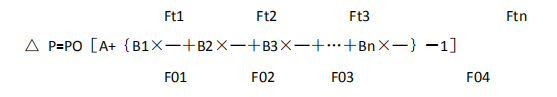 Ft1 Ft2 Ft3 Ftn
△ P=PO［A+｛B1×—+B2×—+B3×—+…+Bn×—｝—1］
F01 F02 F03 F04